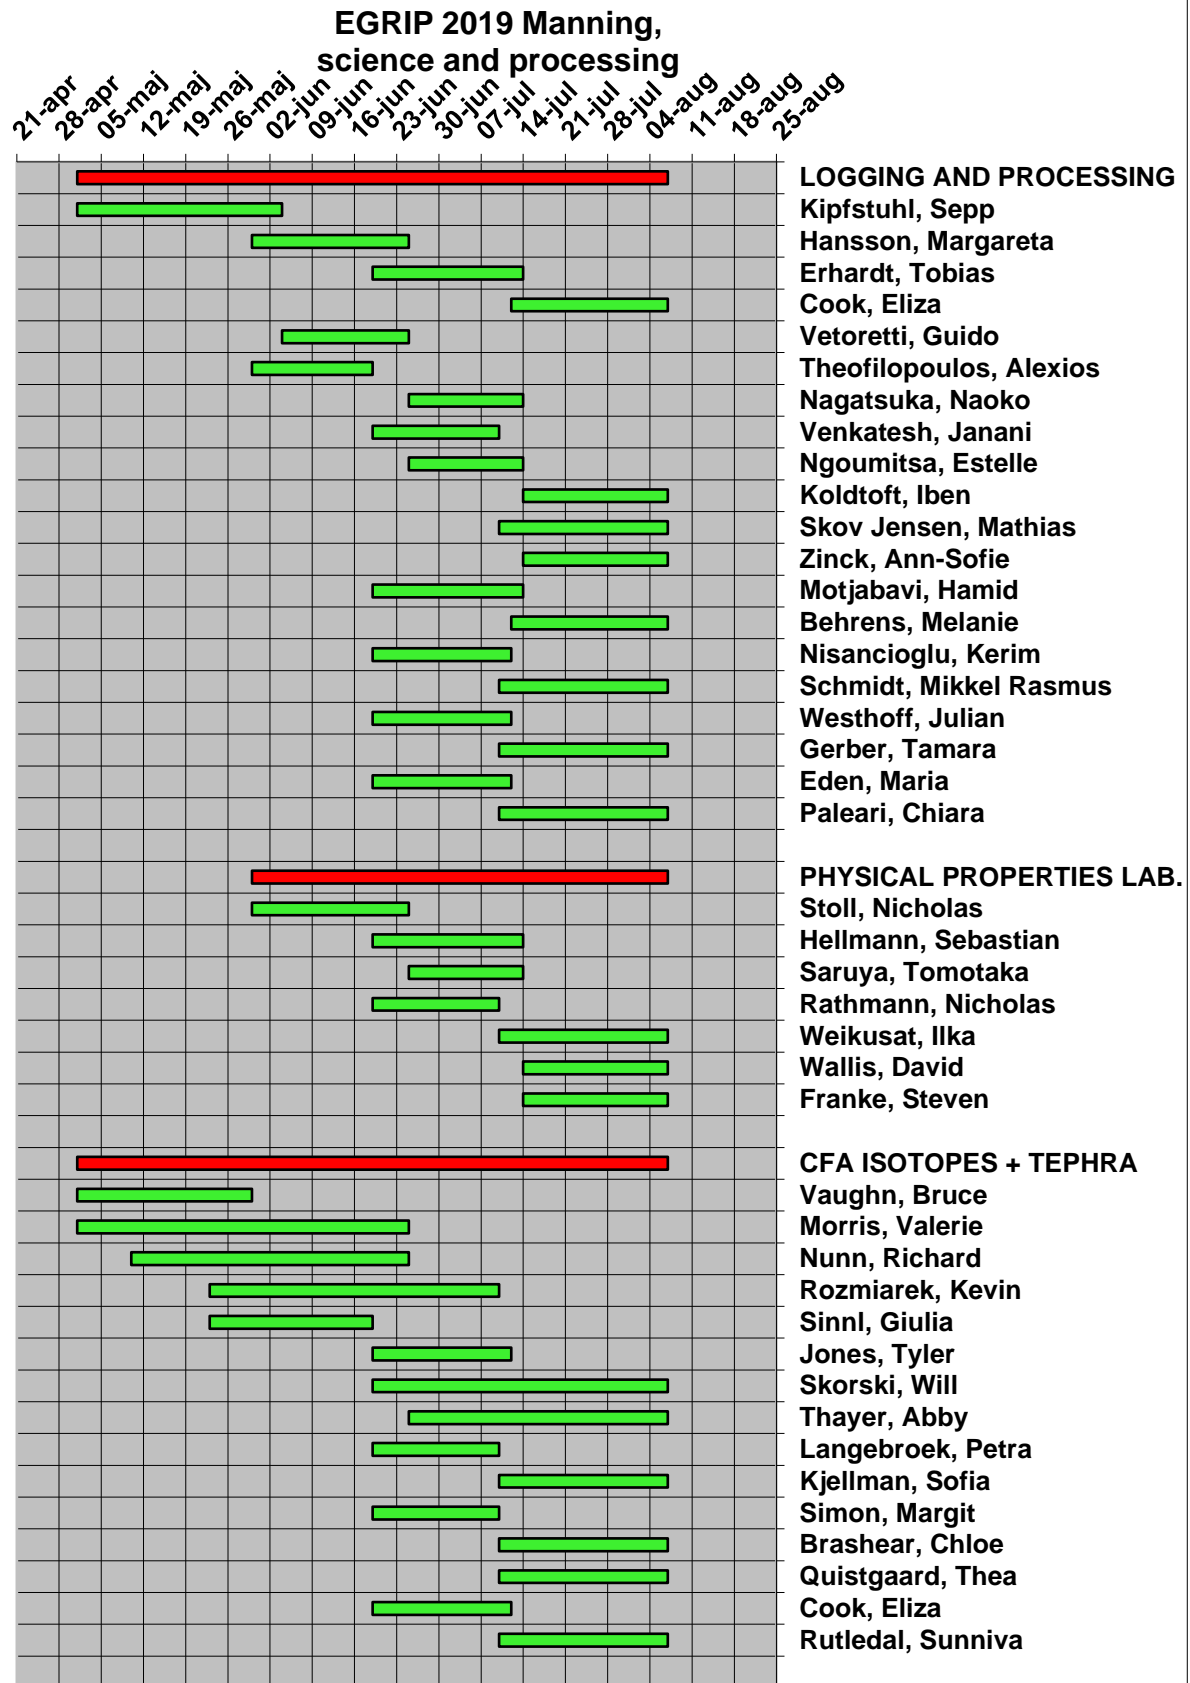 EGRIP 2019 Manning,
science and processing
21-apr
28-apr
05-maj
12-maj
19-maj
26-maj
02-jun
09-jun
16-jun
23-jun
30-jun
07-jul
14-jul
21-jul
28-jul
04-aug
11-aug
18-aug
25-aug
LOGGING AND PROCESSING
Kipfstuhl, Sepp
Hansson, Margareta
Erhardt, Tobias
Cook, Eliza
Vetoretti, Guido
Theofilopoulos, Alexios
Nagatsuka, Naoko
Venkatesh, Janani
Ngoumitsa, Estelle
Koldtoft, Iben
Skov Jensen, Mathias
Zinck, Ann-Sofie
Motjabavi, Hamid
Behrens, Melanie
Nisancioglu, Kerim
Schmidt, Mikkel Rasmus
Westhoff, Julian
Gerber, Tamara
Eden, Maria
Paleari, Chiara
PHYSICAL PROPERTIES LAB.
Stoll, Nicholas
Hellmann, Sebastian
Saruya, Tomotaka
Rathmann, Nicholas
Weikusat, Ilka
Wallis, David
Franke, Steven
CFA ISOTOPES + TEPHRA
Vaughn, Bruce
Morris, Valerie
Nunn, Richard
Rozmiarek, Kevin
Sinnl, Giulia
Jones, Tyler
Skorski, Will
Thayer, Abby
Langebroek, Petra
Kjellman, Sofia
Simon, Margit
Brashear, Chloe
Quistgaard, Thea
Cook, Eliza
Rutledal, Sunniva